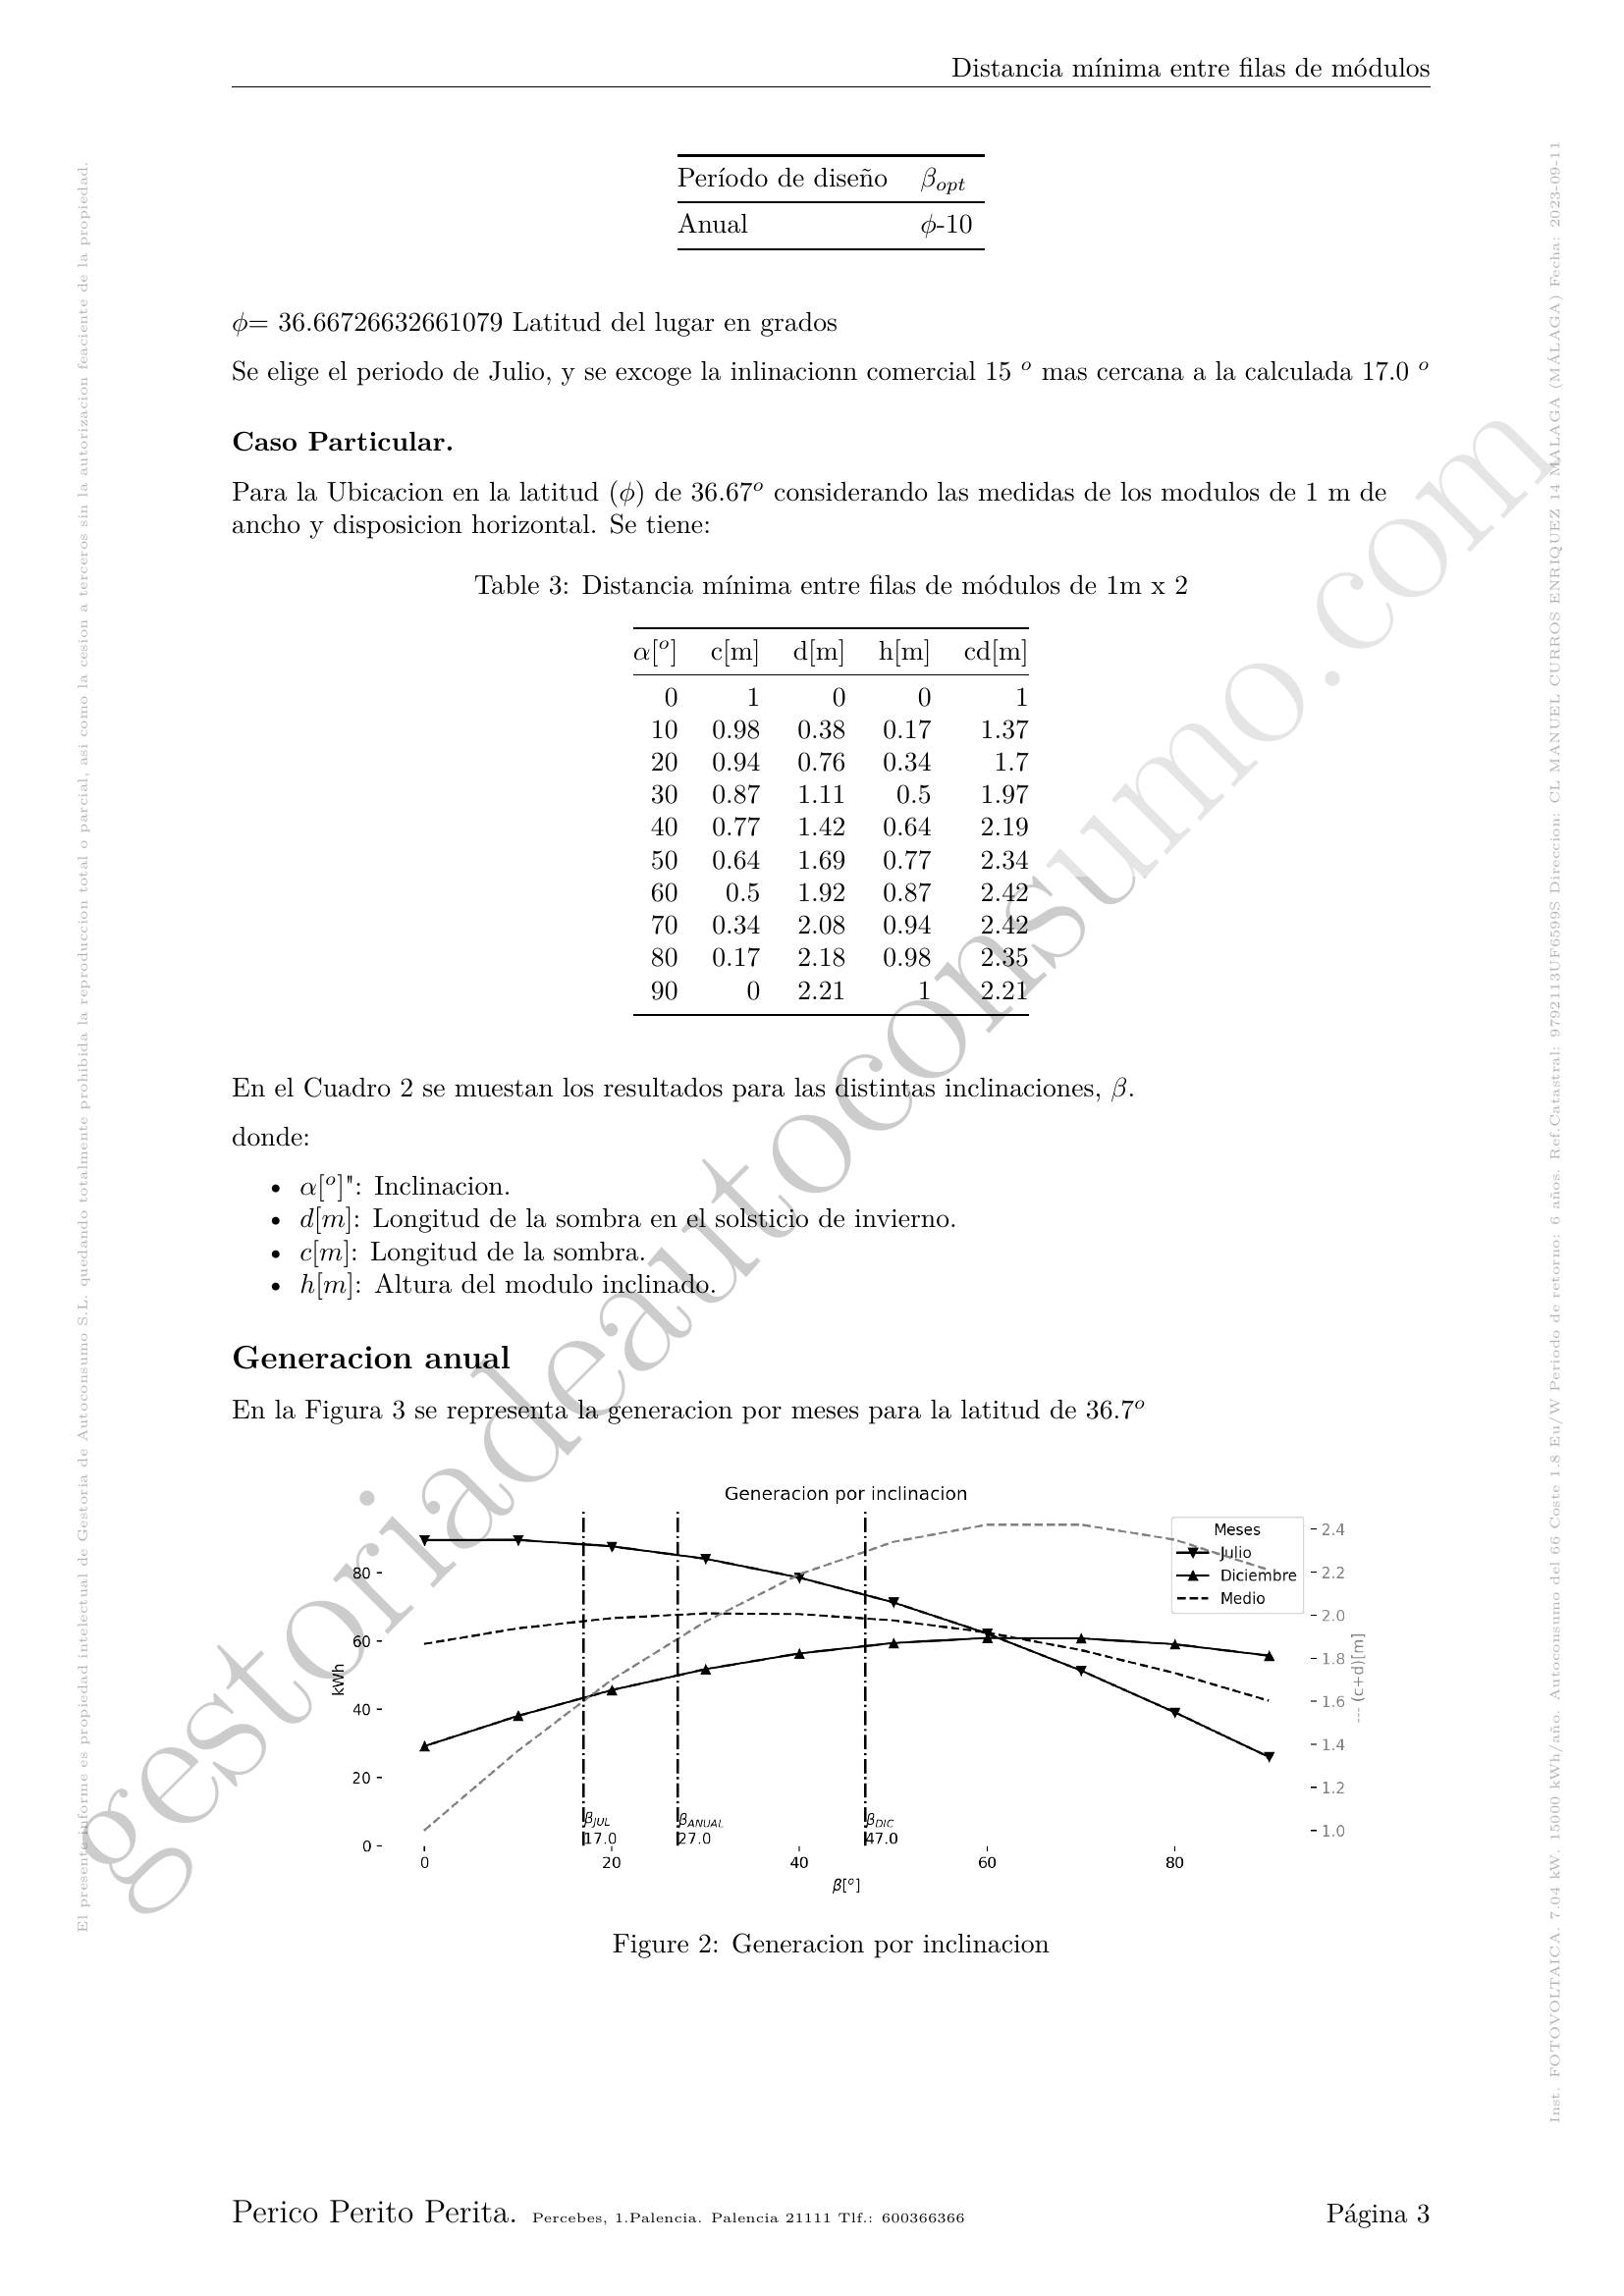 Distancia mínima entre filas de módulos
Período de diseño β_opt
Anual ϕ-10
ϕ= 36.66726632661079 Latitud del lugar en grados
Se elige el periodo de Julio, y se excoge la inlinacionn comercial 15 º mas cercana a la calculada 17.0 º
Caso Particular.
Para la Ubicacion en la latitud (ϕ) de 36.67º considerando las medidas de los modulos de 1 m de
ancho y disposicion horizontal. Se tiene:
Table 3: Distancia mínima entre filas de módulos de 1m x 2
α[º] c[m] d[m] h[m] cd[m]
0 1 0 0 1
10 0.98 0.38 0.17 1.37
20 0.94 0.76 0.34 1.7
30 0.87 1.11 0.5 1.97
40 0.77 1.42 0.64 2.19
50 0.64 1.69 0.77 2.34
60 0.5 1.92 0.87 2.42
70 0.34 2.08 0.94 2.42
80 0.17 2.18 0.98 2.35
90 0 2.21 1 2.21
En el Cuadro 2 se muestan los resultados para las distintas inclinaciones, β.
donde:
• α[º]": Inclinacion.
• d[m]: Longitud de la sombra en el solsticio de invierno.
• c[m]: Longitud de la sombra.
• h[m]: Altura del modulo inclinado.
Generacion anual
En la Figura 3 se representa la generacion por meses para la latitud de 36.7º
Generacion por inclinacion
Meses
Julio
Diciembre
Medio
kWh
80
60
40
20
0
2.4
2.2
2.0
1.8
1.6
1.4
1.2
1.0
--- (c+d)[m]
β_JUL
17.0
β_ANUAL
27.0
β_DIC
47.0
0 20 40 60 80
β[º]
Figure 2: Generacion por inclinacion
Perico Perito Perita. Percebes, 1.Palencia. Palencia 21111 Tlf.: 600366366
Página 3
El presente informe es propiedad intelectual de Gestoria de Autoconsumo S.L. quedando totalmente prohibida la reproduccion total o parcial, asi como la cesion a terceros sin la autorizacion feaciente de la propiedad.
Inst. FOTOVOLTAICA. 7.04 kW. 15000 kWh/año. Autoconsumo del 66 Coste 1.8 Eu/W Periodo de retorno: 6 años. Ref.Catastral: 9792113UF6599S Direccion: CL MANUEL CURROS ENRIQUEZ 14 MALAGA (MÁLAGA) Fecha: 2023-09-11
gestoriadeautoconsumo.com